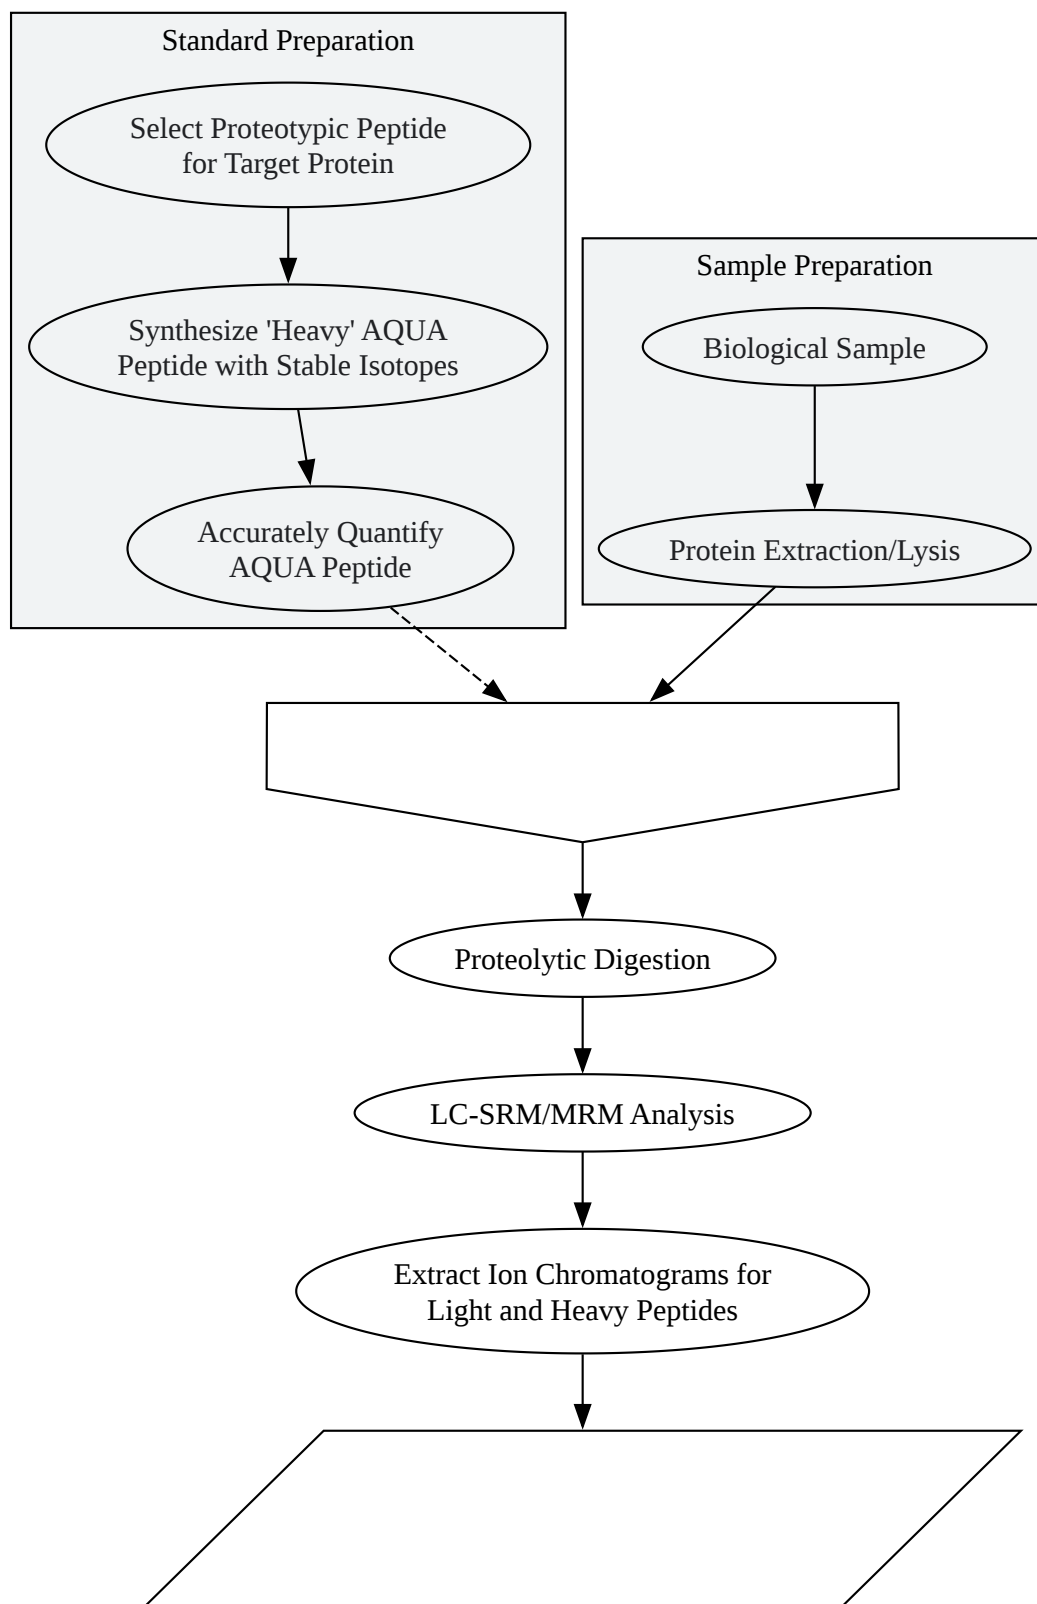 Standard Preparation
Select Proteotypic Peptide
for Target Protein
Synthesize 'Heavy' AQUA
Peptide with Stable Isotopes
Accurately Quantify
AQUA Peptide
Sample Preparation
Biological Sample
Protein Extraction/Lysis
Proteolytic Digestion
LC-SRM/MRM Analysis
Extract Ion Chromatograms for
Light and Heavy Peptides